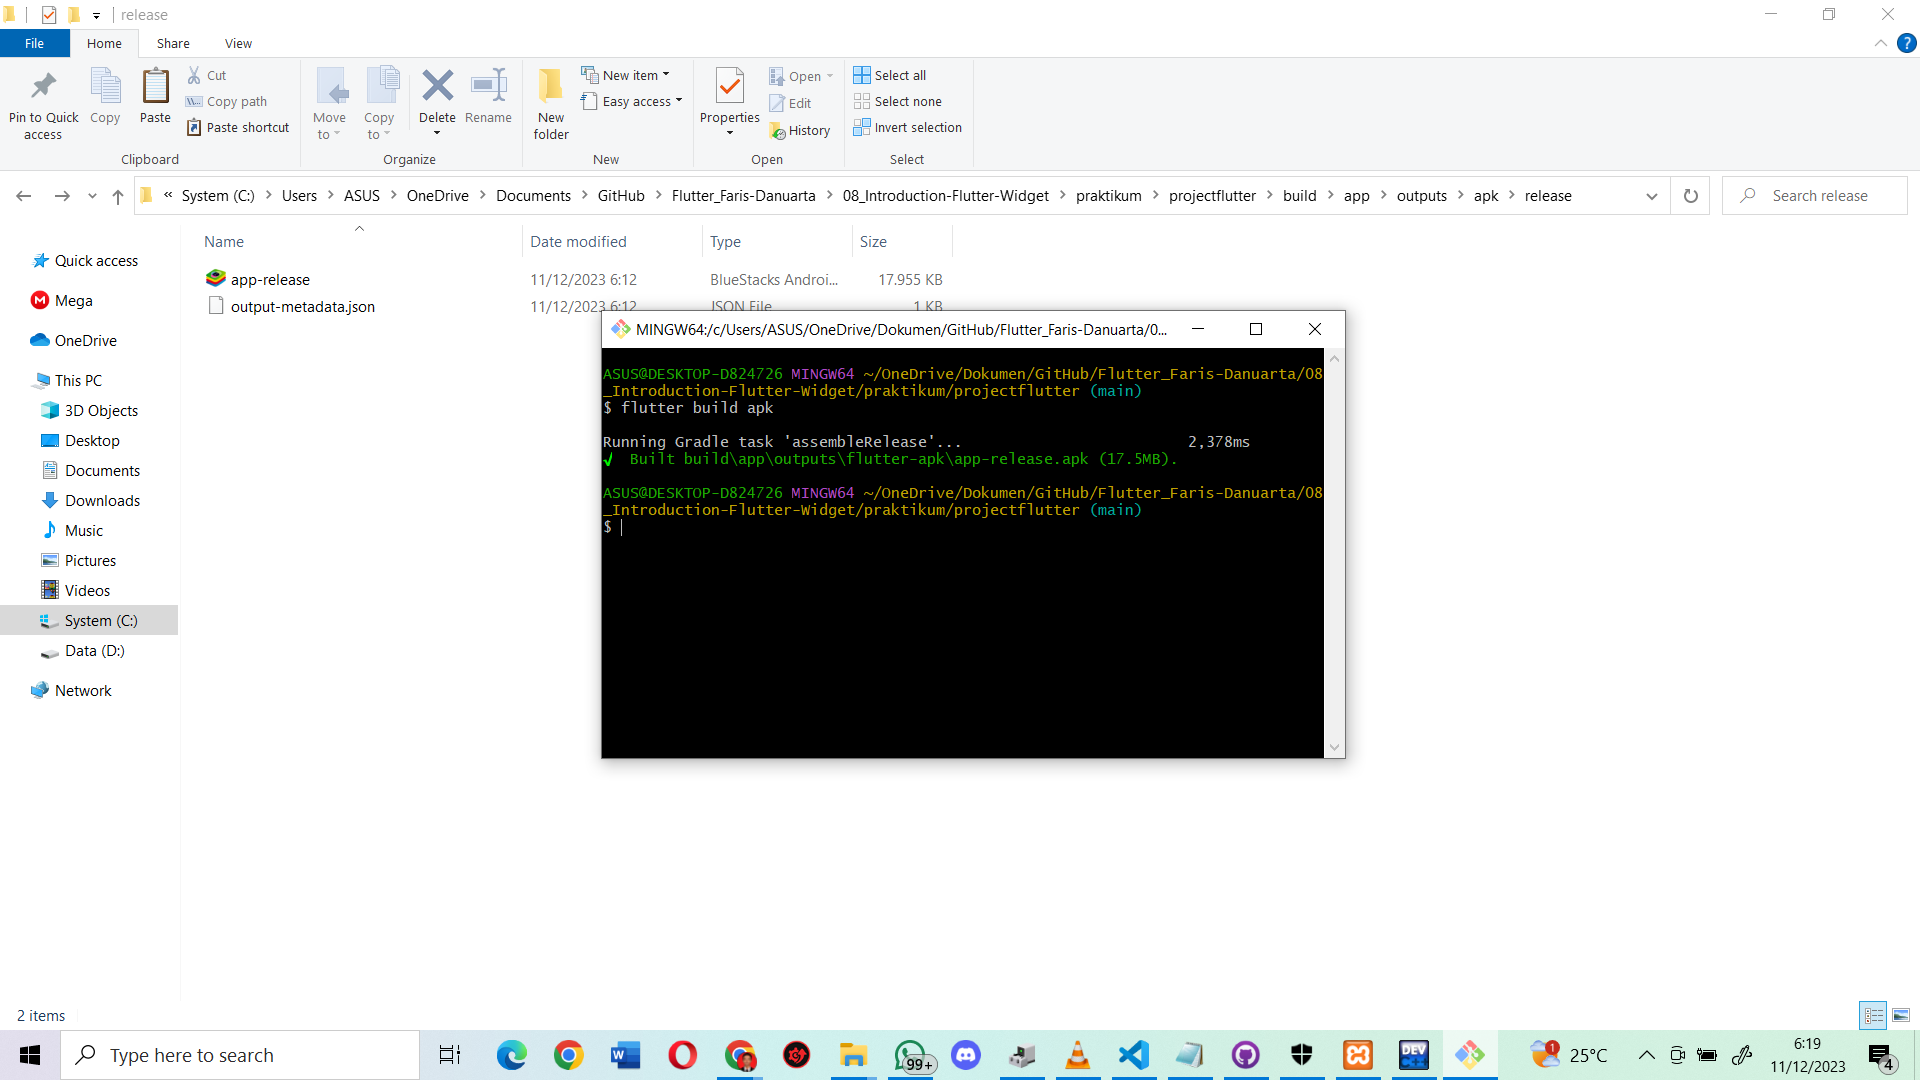 release
File
Home
Share
View
Pin to Quick access
Copy
Paste
Cut
Copy path
Paste shortcut
Clipboard
Move to
Copy to
Delete
Rename
Organize
New folder
New item
Easy access
New
Properties
Open
Edit
History
Open
Select all
Select none
Invert selection
Select
« System (C:) > Users > ASUS > OneDrive > Documents > GitHub > Flutter_Faris-Danuarta > 08_Introduction-Flutter-Widget > praktikum > projectflutter > build > app > outputs > apk > release
Search release
Quick access
Mega
OneDrive
This PC
3D Objects
Desktop
Documents
Downloads
Music
Pictures
Videos
System (C:)
Data (D:)
Network
Name Date modified Type Size
app-release 11/12/2023 6:12 BlueStacks Androi... 17.955 KB
output-metadata.json 11/12/2023 6:12 JSON File 1 KB
MINGW64:/c/Users/ASUS/OneDrive/Dokumen/GitHub/Flutter_Faris-Danuarta/0...
ASUS@DESKTOP-D824726 MINGW64 ~/OneDrive/Dokumen/GitHub/Flutter_Faris-Danuarta/08
_Introduction-Flutter-Widget/praktikum/projectflutter (main)
$ flutter build apk
Running Gradle task 'assembleRelease'... 2,378ms
√ Built build\app\outputs\flutter-apk\app-release.apk (17.5MB).
ASUS@DESKTOP-D824726 MINGW64 ~/OneDrive/Dokumen/GitHub/Flutter_Faris-Danuarta/08
_Introduction-Flutter-Widget/praktikum/projectflutter (main)
$
2 items
Type here to search
99+
DEV
1
25°C
6:19
11/12/2023
4